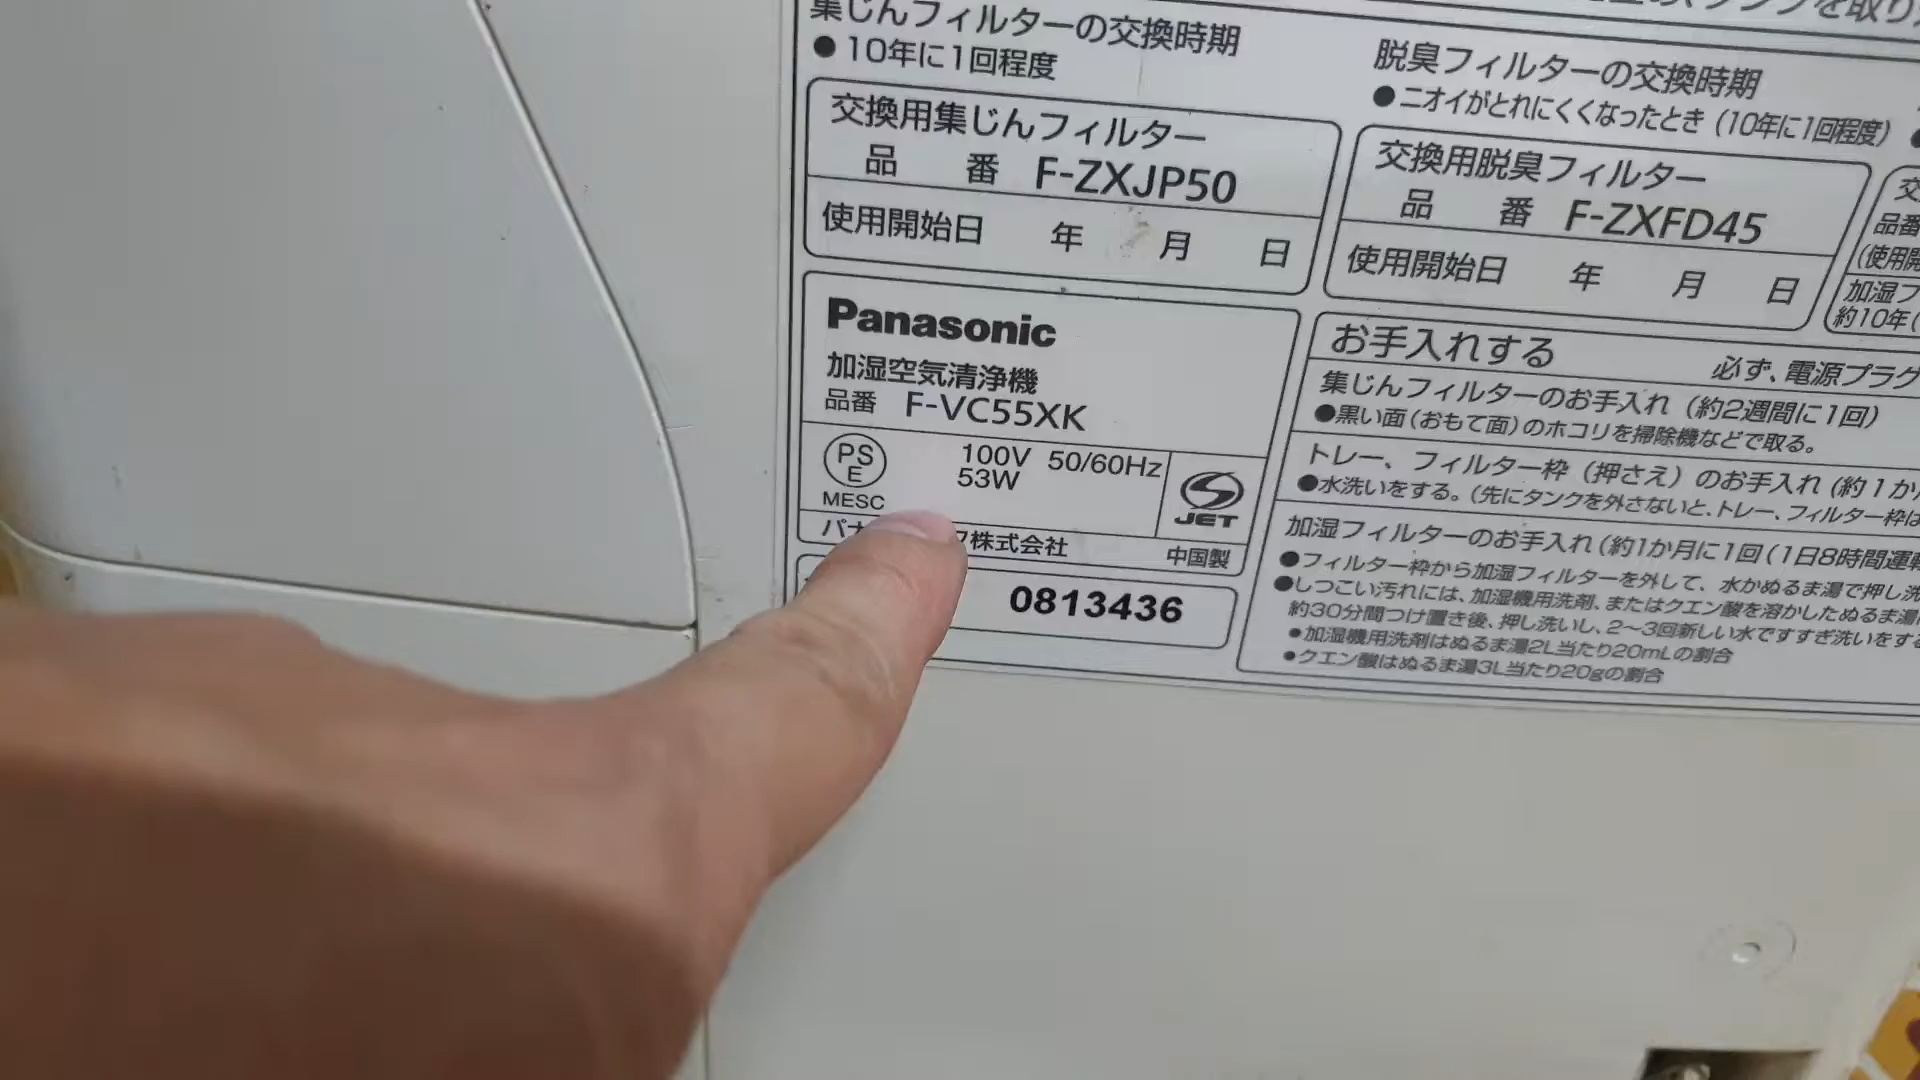 集じんフィルターの交換時期
●10年に1回程度
交換用集じんフィルター
品 番 F-ZXJP50
使用開始日 年 月 日
脱臭フィルターの交換時期
●ニオイがとれにくくなったとき(10年に1回程度)
交換用脱臭フィルター
品 番 F-ZXFD45
使用開始日 年 月 日
交
品番
(使用開
加湿フ
約10年(
Panasonic
加湿空気清浄機
品番 F-VC55XK
PS
E
MESC
100V 50/60Hz
53W
JET
パナ
株式会社
中国製
0813436
お手入れする
必ず、電源プラグ
集じんフィルターのお手入れ(約2週間に1回)
●黒い面(おもて面)のホコリを掃除機などで取る。
トレー、フィルター枠(押さえ)のお手入れ(約1か
●水洗いをする。(先にタンクを外さないと、トレー、フィルター枠は
加湿フィルターのお手入れ(約1か月に1回(1日8時間運転
●フィルター枠から加湿フィルターを外して、水かぬるま湯で押し洗
●しつこい汚れには、加湿機用洗剤、またはクエン酸を溶かしたぬるま湯
約30分間つけ置き後、押し洗いし、2〜3回新しい水ですすぎ洗いをする
●加湿機用洗剤はぬるま湯2L当たり20mLの割合
●クエン酸はぬるま湯3L当たり20gの割合